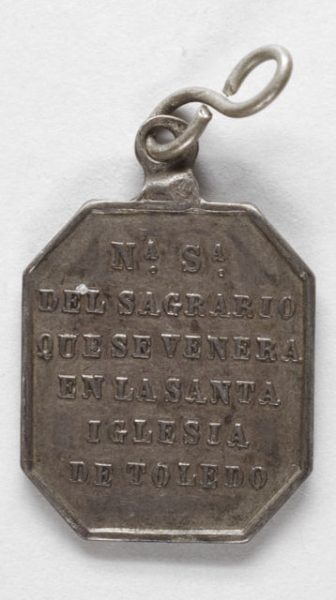 Nª. Sª.
DEL SAGRARIO
QUE SE VENERA
EN LA SANTA
IGLESIA
DE TOLEDO